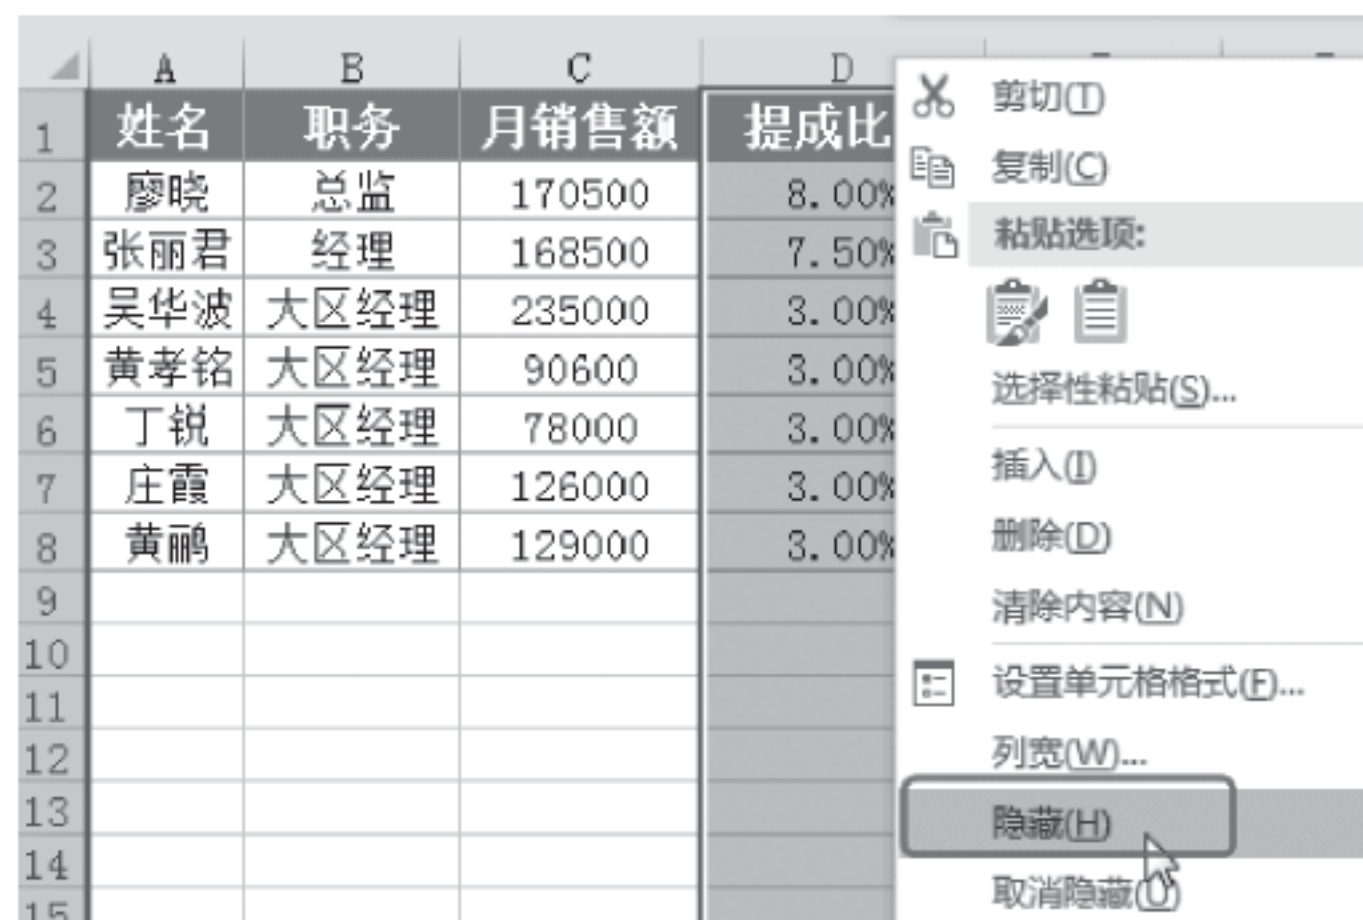 A B C D
1 姓名 职务 月销售额 提成比
2 廖晓 总监 170500 8.00%
3 张丽君 经理 168500 7.50%
4 吴华波 大区经理 235000 3.00%
5 黄孝铭 大区经理 90600 3.00%
6 丁锐 大区经理 78000 3.00%
7 庄霞 大区经理 126000 3.00%
8 黄鹂 大区经理 129000 3.00%
9
10
11
12
13
14
15
剪切(T)
复制(C)
粘贴选项:
选择性粘贴(S)...
插入(I)
删除(D)
清除内容(N)
设置单元格格式(F)...
列宽(W)...
隐藏(H)
取消隐藏(U)